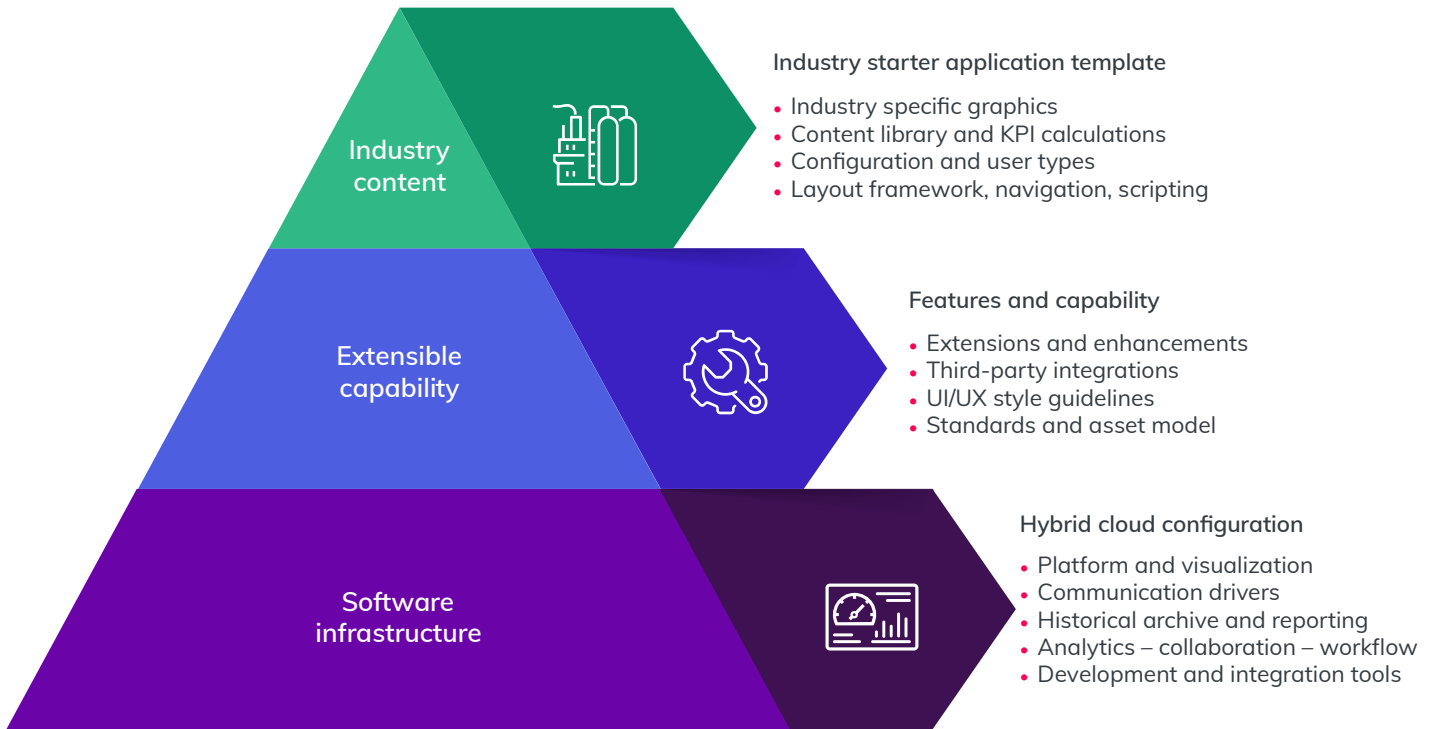 Industry
content
Industry starter application template
• Industry specific graphics
• Content library and KPI calculations
• Configuration and user types
• Layout framework, navigation, scripting
Extensible
capability
Features and capability
• Extensions and enhancements
• Third-party integrations
• UI/UX style guidelines
• Standards and asset model
Software
infrastructure
Hybrid cloud configuration
• Platform and visualization
• Communication drivers
• Historical archive and reporting
• Analytics – collaboration – workflow
• Development and integration tools